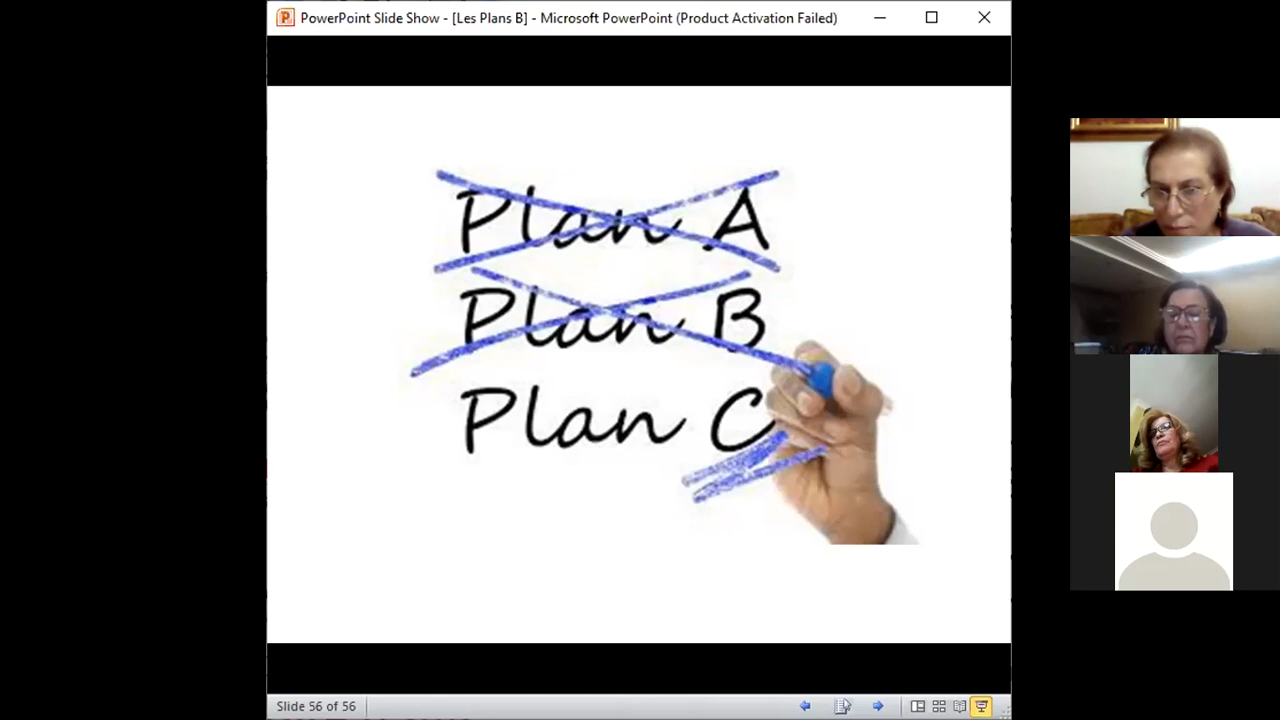 PowerPoint Slide Show - [Les Plans B] - Microsoft PowerPoint (Product Activation Failed)
Plan A
Plan B
Plan C
Slide 56 of 56